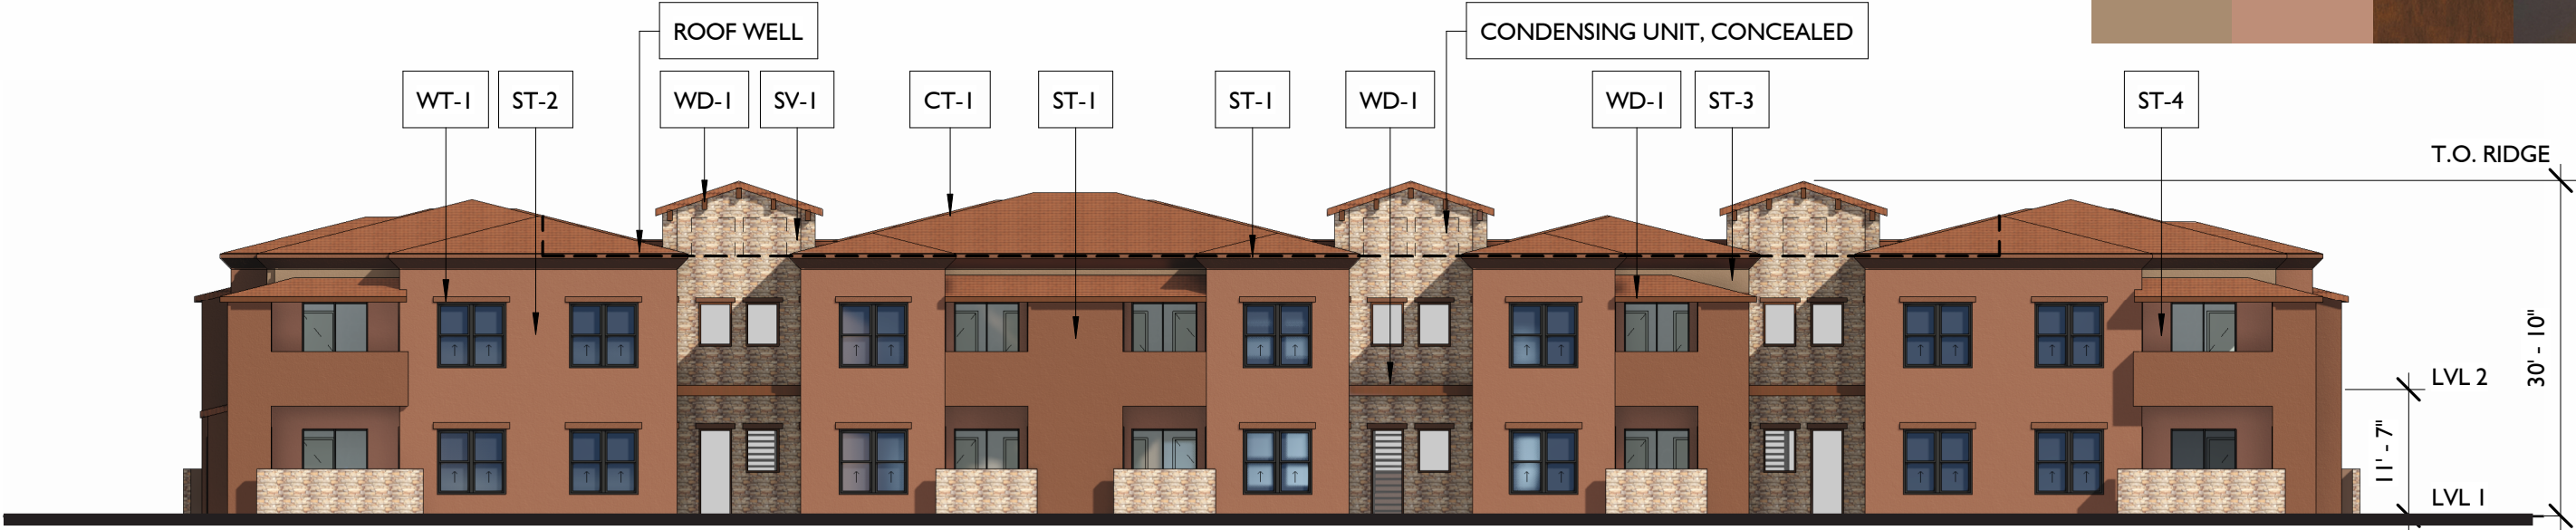 ROOF WELL
CONDENSING UNIT, CONCEALED
WT-1
ST-2
WD-1
SV-1
CT-1
ST-1
ST-1
WD-1
WD-1
ST-3
ST-4
T.O. RIDGE
30' - 10"
LVL 2
11' - 7"
LVL 1